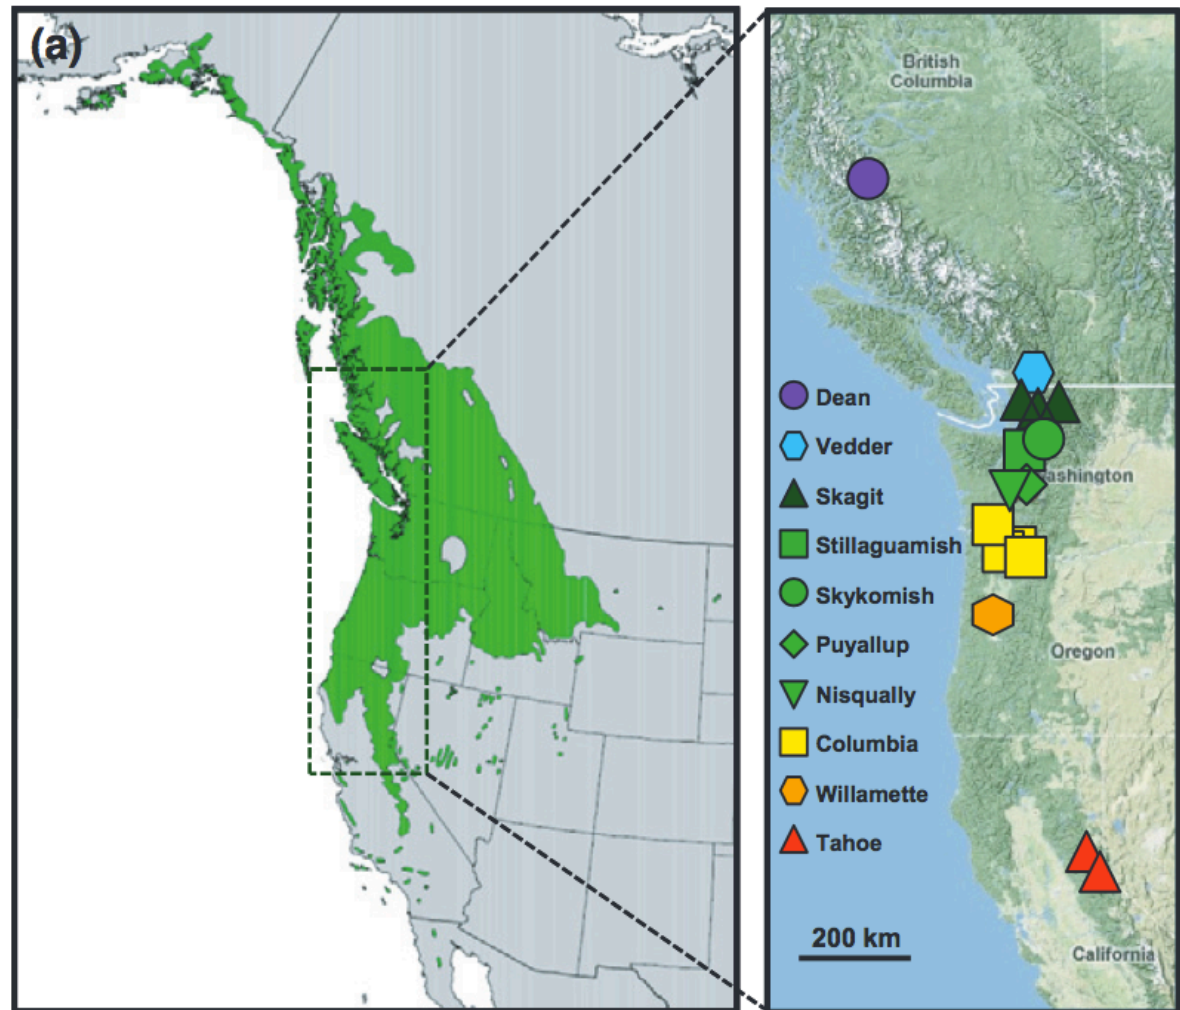 (a)
British
Columbia
Dean
Vedder
Skagit
ashington
Stillaguamish
Skykomish
Puyallup
Nisqually
Columbia
Willamette
Oregon
Tahoe
200 km
California